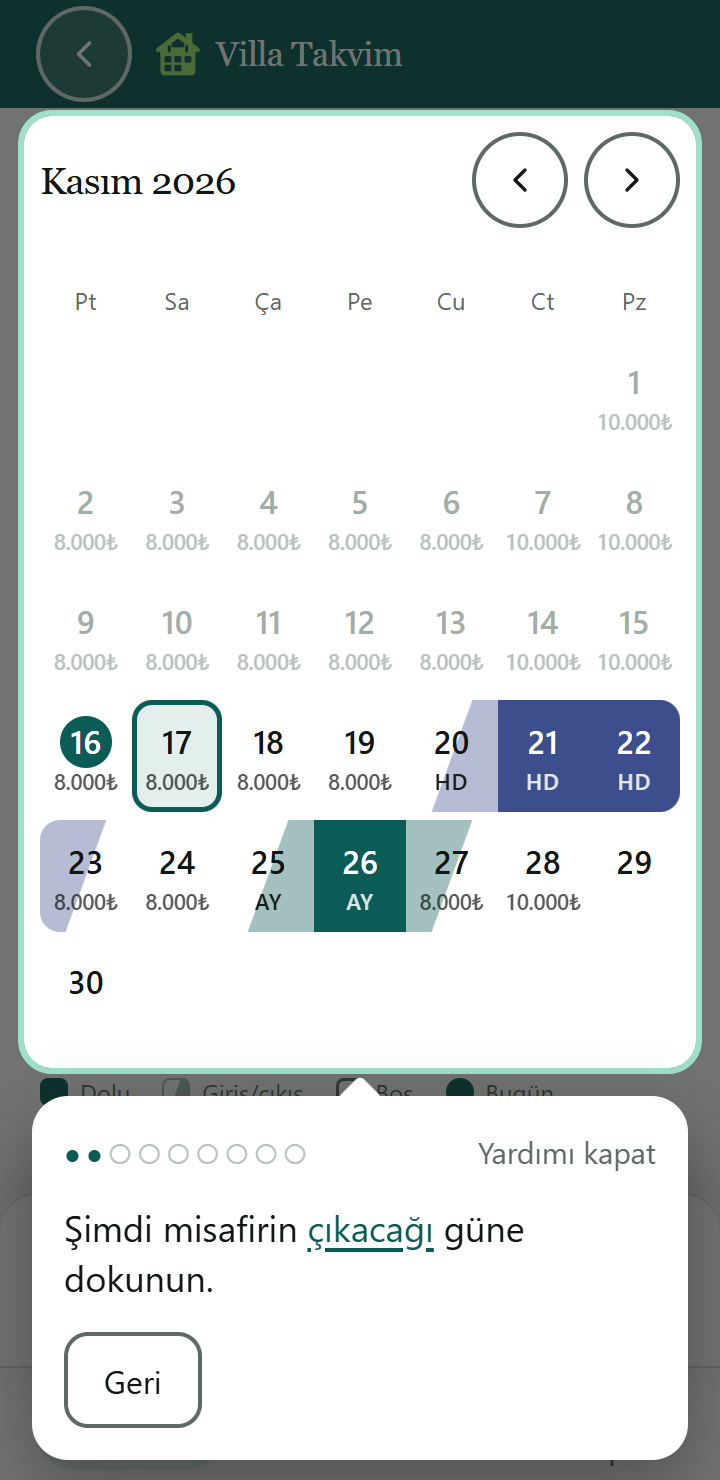 Villa Takvim
Kasım 2026
Pt Sa Ça Pe Cu Ct Pz
1
10.000₺
2 3 4 5 6 7 8
8.000₺ 8.000₺ 8.000₺ 8.000₺ 8.000₺ 10.000₺ 10.000₺
9 10 11 12 13 14 15
8.000₺ 8.000₺ 8.000₺ 8.000₺ 8.000₺ 10.000₺ 10.000₺
16 17 18 19 20 21 22
8.000₺ 8.000₺ 8.000₺ 8.000₺ HD HD HD
23 24 25 26 27 28 29
8.000₺ 8.000₺ AY AY 8.000₺ 10.000₺
30
Dolu Giriş/çıkış Boş Bugün
Yardımı kapat
Şimdi misafirin çıkacağı güne
dokunun.
Geri